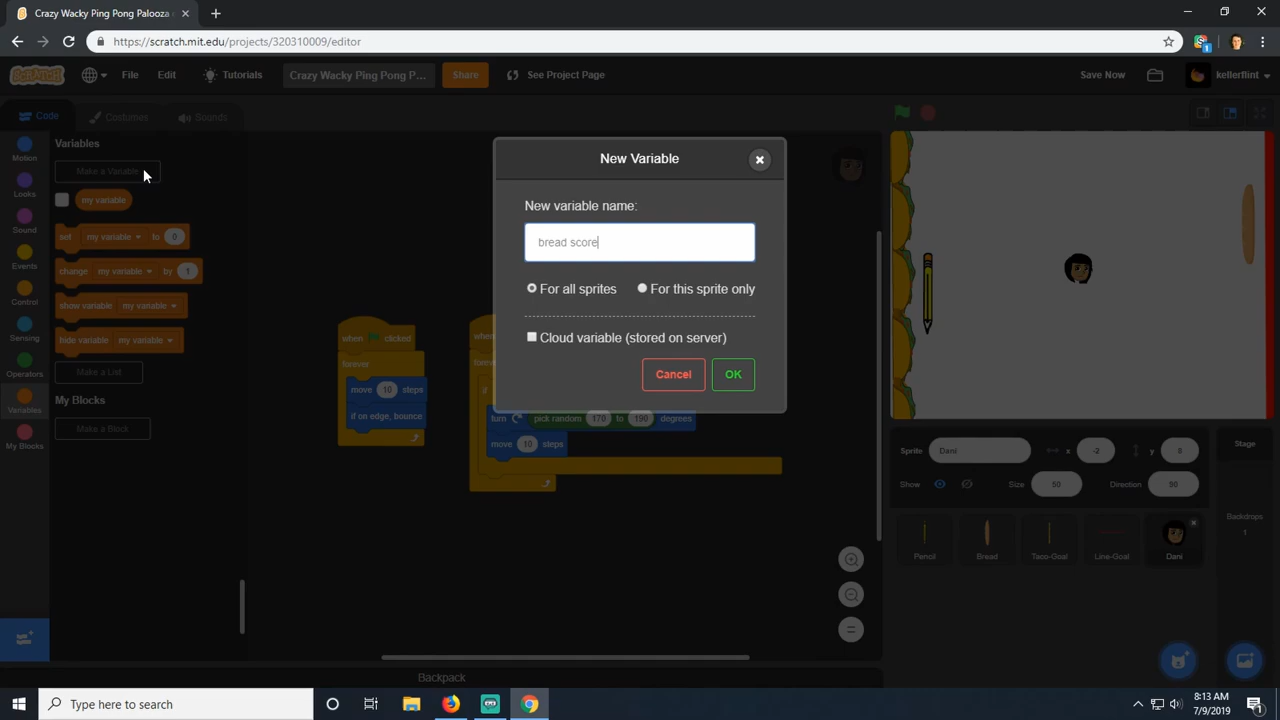 Crazy Wacky Ping Pong Palooza
https://scratch.mit.edu/projects/320310009/editor
1
SCRATCH
File
Edit
Tutorials
Crazy Wacky Ping Pong P...
Share
See Project Page
Save Now
kellerflint
Code
Costumes
Sounds
Motion
Looks
Sound
Events
Control
Sensing
Operators
Variables
My Blocks
Variables
Make a Variable
my variable
set my variable to 0
change my variable by 1
show variable my variable
hide variable my variable
Make a List
My Blocks
Make a Block
when clicked
forever
move 10 steps
if on edge, bounce
when
forev
if
turn pick random 170 to 190 degrees
move 10 steps
New Variable
New variable name:
bread score
For all sprites
For this sprite only
Cloud variable (stored on server)
Cancel
OK
Sprite Dani x -2 y 8
Show Size 50 Direction 90
Pencil
Bread
Taco-Goal
Line-Goal
Dani
Stage
Backdrops
1
Backpack
Type here to search
8:13 AM
7/9/2019
1